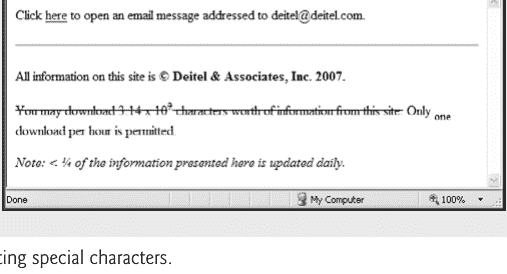 Click here to open an email message addressed to deitel@deitel.com.
All information on this site is © Deitel & Associates, Inc. 2007.
You may download 3.14 x 10² characters worth of information from this site. Only one
download per hour is permitted
Note: < ¼ of the information presented here is updated daily.
Done My Computer 100%
ting special characters.